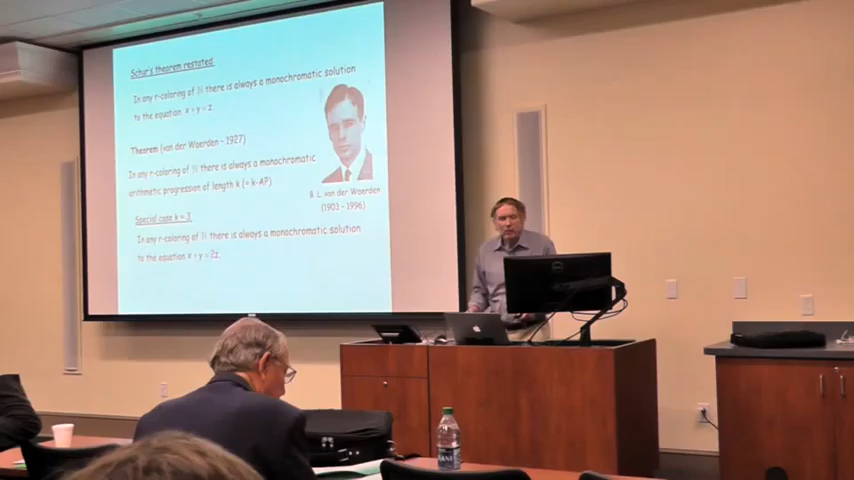 Schur's theorem restated
In any r-coloring of ℕ there is always a monochromatic solution
to the equation x + y = z
Theorem (van der Waerden - 1927)
In any r-coloring of ℕ there is always a monochromatic
arithmetic progression of length k (= k-AP)
B. L. van der Waerden
(1903 - 1996)
Special case k = 3.
In any r-coloring of ℕ there is always a monochromatic solution
to the equation x + y = 2z.
DELL